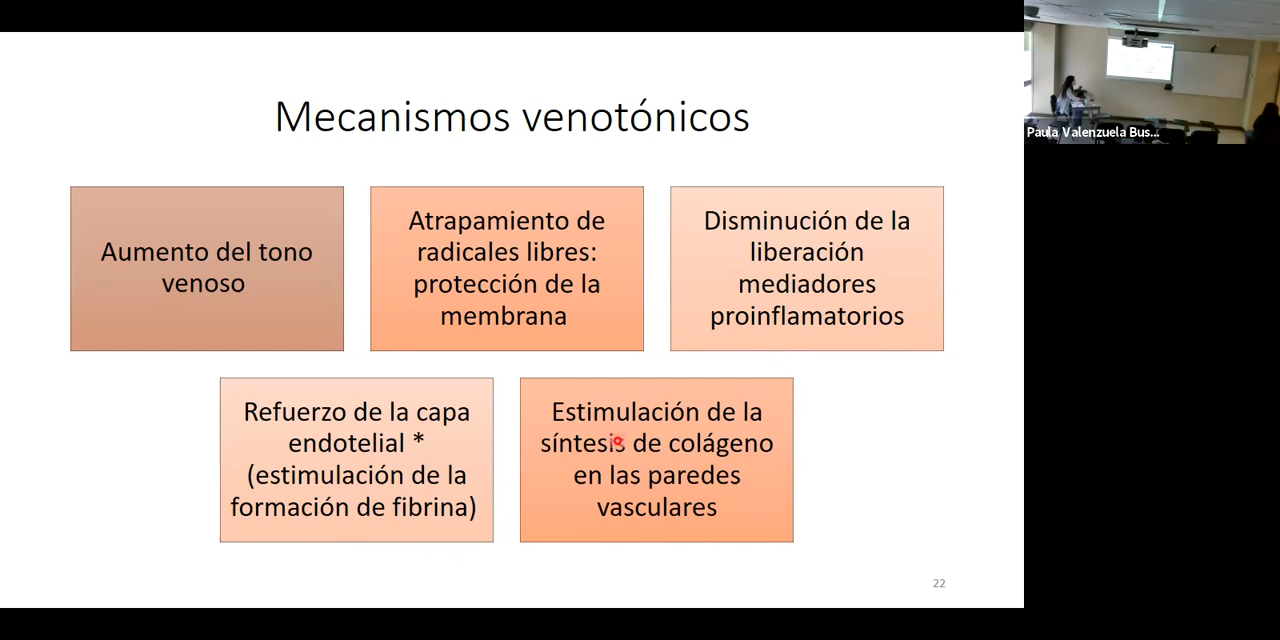 Mecanismos venotónicos
Aumento del tono
venoso
Atrapamiento de
radicales libres:
protección de la
membrana
Disminución de la
liberación
mediadores
proinflamatorios
Refuerzo de la capa
endotelial *
(estimulación de la
formación de fibrina)
Estimulación de la
síntesis de colágeno
en las paredes
vasculares
22
Paula Valenzuela Bus...